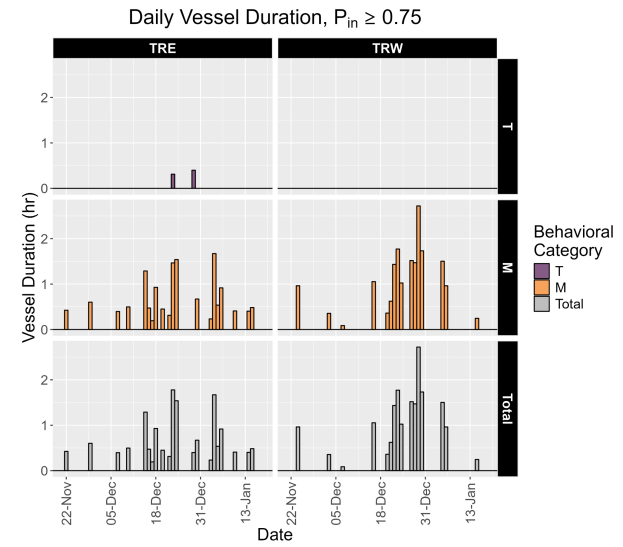 Daily Vessel Duration, P_in ≥ 0.75
TRE
TRW
2
1
0
T
Vessel Duration (hr)
2
1
0
M
2
1
0
Total
22-Nov
05-Dec
18-Dec
31-Dec
13-Jan
22-Nov
05-Dec
18-Dec
31-Dec
13-Jan
Date
Behavioral
Category
T
M
Total